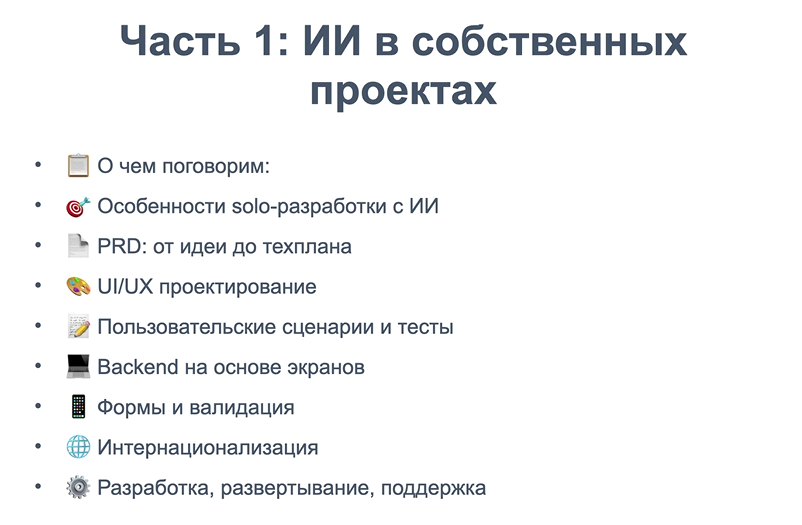 Часть 1: ИИ в собственных
проектах
• 📋 О чем поговорим:
• 🎯 Особенности solo-разработки с ИИ
• 📄 PRD: от идеи до техплана
• 🎨 UI/UX проектирование
• 📝 Пользовательские сценарии и тесты
• 💻 Backend на основе экранов
• 📱 Формы и валидация
• 🌐 Интернационализация
• ⚙️ Разработка, развертывание, поддержка